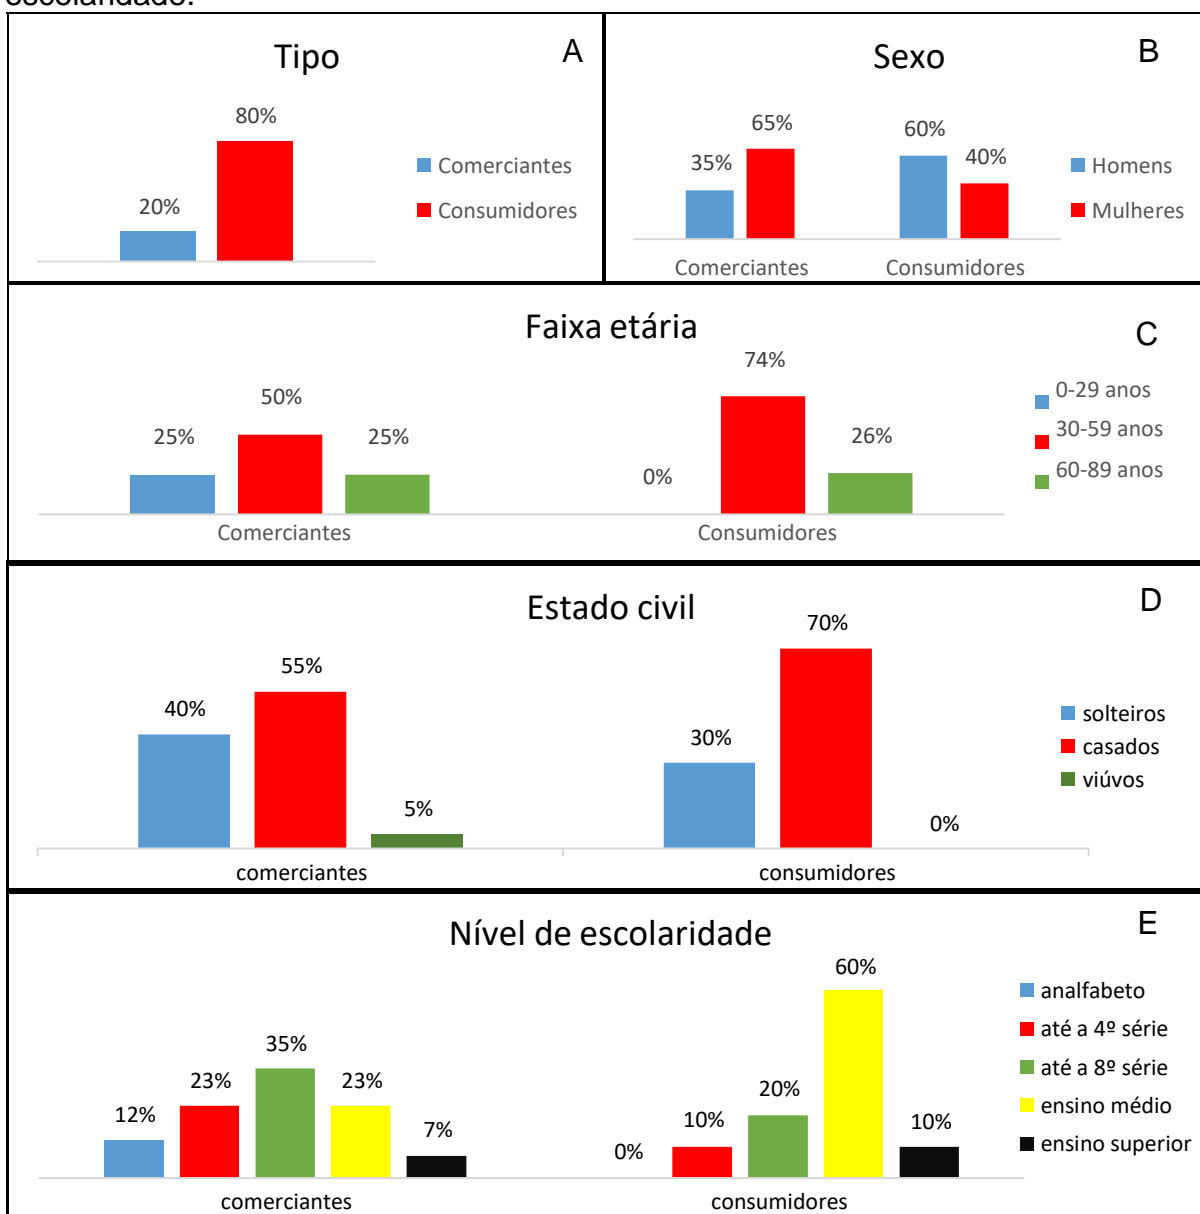 escolaridade.
Tipo
A
80%
20%
Comerciantes
Consumidores
Sexo
B
65%
60%
35%
40%
Homens
Mulheres
Comerciantes
Consumidores
Faixa etária
C
74%
50%
25%
25%
26%
0%
0-29 anos
30-59 anos
60-89 anos
Comerciantes
Consumidores
Estado civil
D
70%
55%
40%
30%
5%
0%
solteiros
casados
viúvos
comerciantes
consumidores
Nível de escolaridade
E
60%
35%
23%
23%
20%
12%
7%
10%
10%
0%
analfabeto
até a 4º série
até a 8º série
ensino médio
ensino superior
comerciantes
consumidores